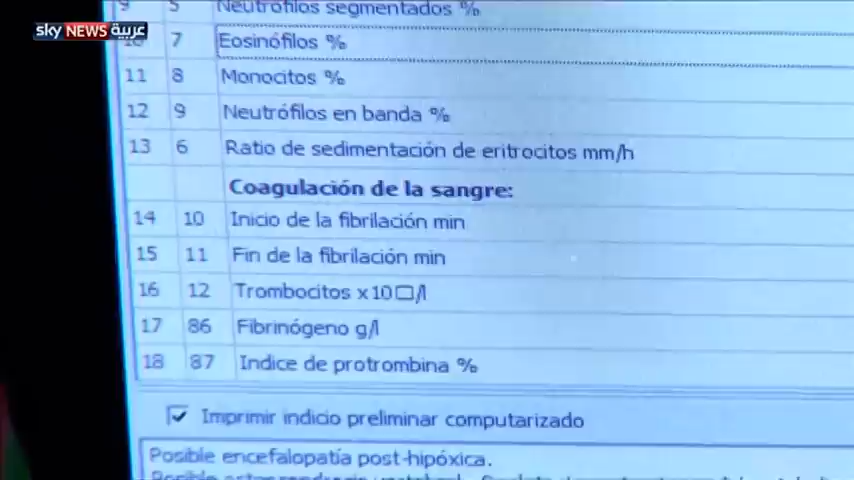 sky NEWS عربية
9 5 Neutrófilos segmentados %
10 7 Eosinófilos %
11 8 Monocitos %
12 9 Neutrófilos en banda %
13 6 Ratio de sedimentación de eritrocitos mm/h
Coagulación de la sangre:
14 10 Inicio de la fibrilación min
15 11 Fin de la fibrilación min
16 12 Trombocitos x10□/l
17 86 Fibrinógeno g/l
18 87 Indice de protrombina %
Imprimir indicio preliminar computarizado
Posible encefalopatía post-hipóxica.